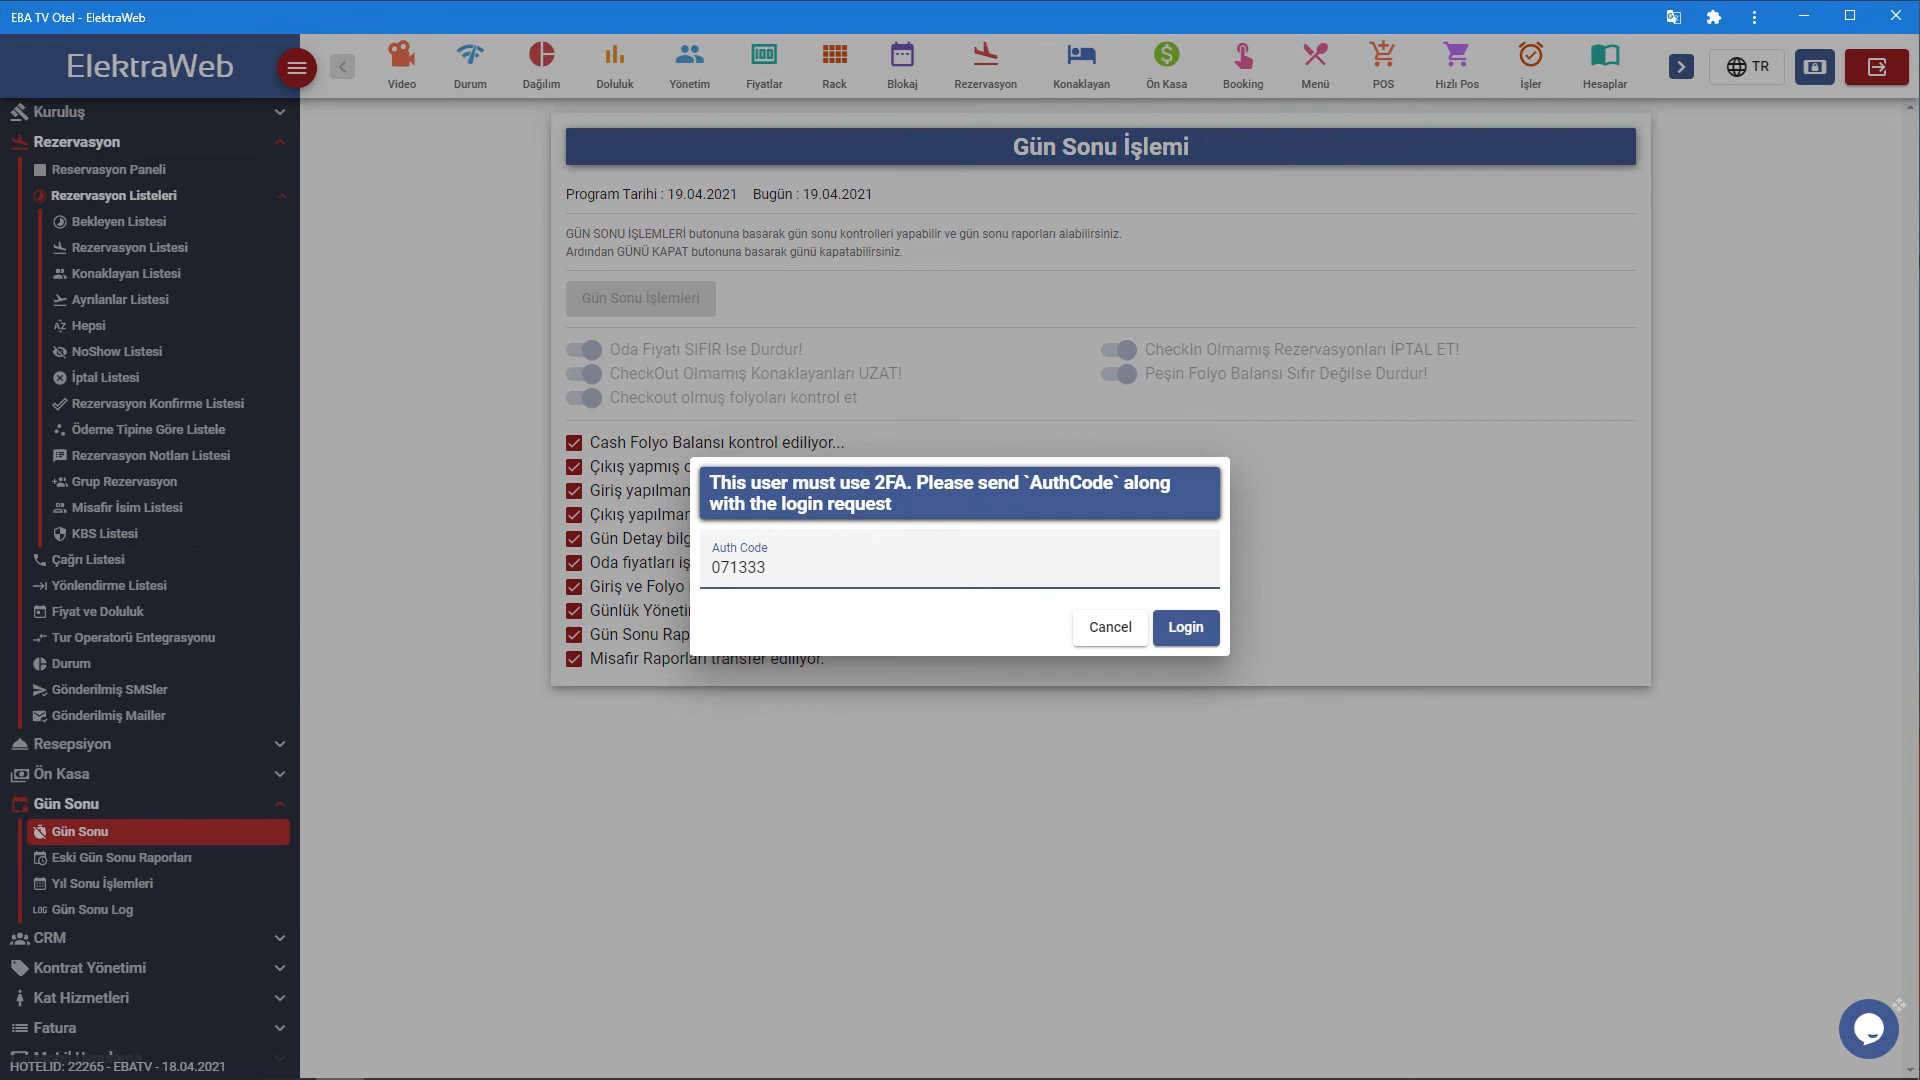 EBA TV Otel - ElektraWeb
ElektraWeb
Video
Durum
Dağılım
Doluluk
Yönetim
Fiyatlar
Rack
Blokaj
Rezervasyon
Konaklayan
Ön Kasa
Booking
Menü
POS
Hızlı Pos
İşler
Hesaplar
TR
Kuruluş
Rezervasyon
Reservasyon Paneli
Rezervasyon Listeleri
Bekleyen Listesi
Rezervasyon Listesi
Konaklayan Listesi
Ayrılanlar Listesi
Hepsi
NoShow Listesi
İptal Listesi
Rezervasyon Konfirme Listesi
Ödeme Tipine Göre Listele
Rezervasyon Notları Listesi
Grup Rezervasyon
Misafir İsim Listesi
KBS Listesi
Çağrı Listesi
Yönlendirme Listesi
Fiyat ve Doluluk
Tur Operatorü Entegrasyonu
Durum
Gönderilmiş SMSler
Gönderilmiş Mailler
Resepsiyon
Ön Kasa
Gün Sonu
Gün Sonu
Eski Gün Sonu Raporları
Yıl Sonu İşlemleri
LOG Gün Sonu Log
CRM
Kontrat Yönetimi
Kat Hizmetleri
Fatura
HOTELID: 22265 - EBATV - 18.04.2021
Gün Sonu İşlemi
Program Tarihi : 19.04.2021 Bugün : 19.04.2021
GÜN SONU İŞLEMLERİ butonuna basarak gün sonu kontrolleri yapabilir ve gün sonu raporları alabilirsiniz.
Ardından GÜNÜ KAPAT butonuna basarak günü kapatabilirsiniz.
Gün Sonu İşlemleri
Oda Fiyatı SIFIR Ise Durdur!
CheckIn Olmamış Rezervasyonları İPTAL ET!
CheckOut Olmamış Konaklayanları UZAT!
Peşin Folyo Balansı Sıfır Değilse Durdur!
Checkout olmuş folyoları kontrol et
Cash Folyo Balansı kontrol ediliyor...
Çıkış yapmış
Giriş yapılmam
Çıkış yapılmam
Gün Detay bilg
Oda fiyatları iş
Giriş ve Folyo
Günlük Yöneti
Gün Sonu Rap
Misafir Raporları transfer ediliyor.
This user must use 2FA. Please send `AuthCode` along
with the login request
Auth Code
071333
Cancel
Login